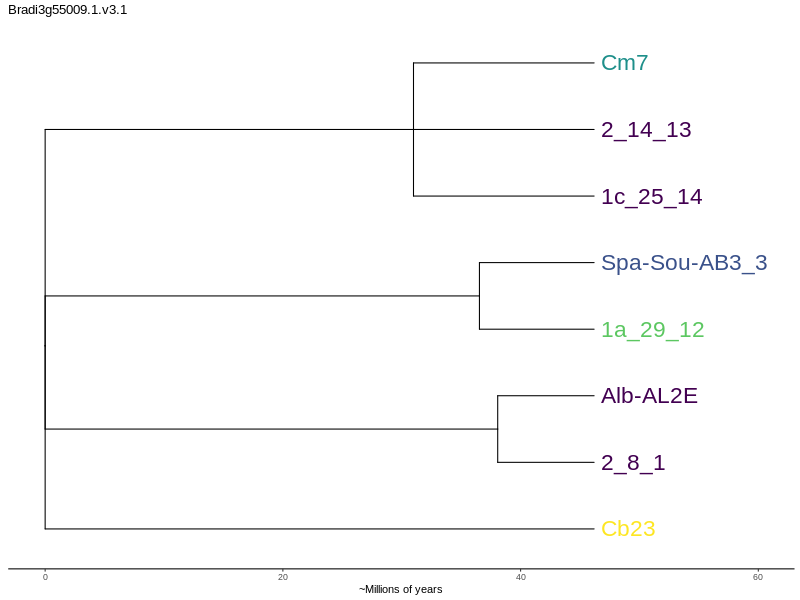 Bradi3g55009.1.v3.1
Cm7
2_14_13
1c_25_14
Spa-Sou-AB3_3
1a_29_12
Alb-AL2E
2_8_1
Cb23
0 20 40 60
~Millions of years